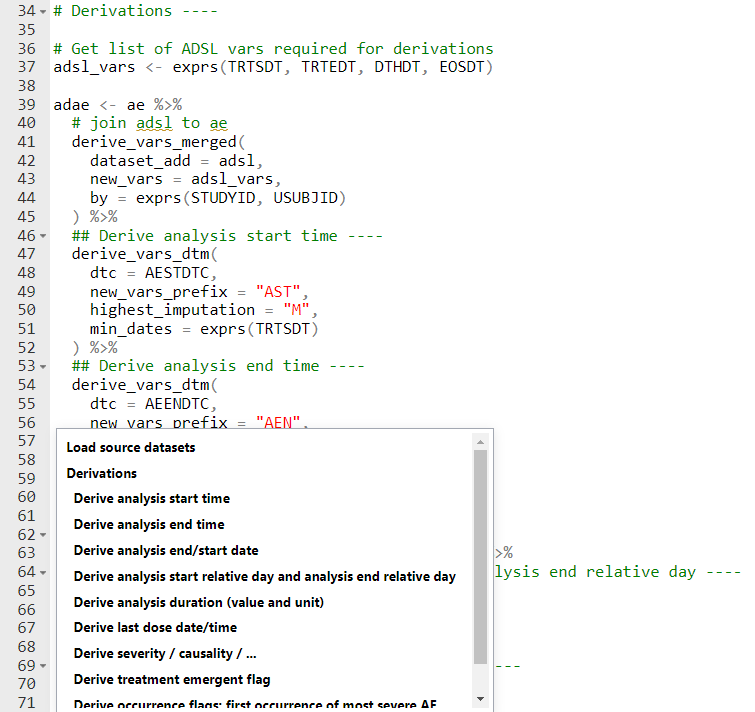 34 # Derivations ----
35
36 # Get list of ADSL vars required for derivations
37 adsl_vars <- exprs(TRTSDT, TRTEDT, DTHDT, EOSDT)
38
39 adae <- ae %>%
40 # join adsl to ae
41 derive_vars_merged(
42 dataset_add = adsl,
43 new_vars = adsl_vars,
44 by = exprs(STUDYID, USUBJID)
45 ) %>%
46 ## Derive analysis start time ----
47 derive_vars_dtm(
48 dtc = AESTDTC,
49 new_vars_prefix = "AST",
50 highest_imputation = "M",
51 min_dates = exprs(TRTSDT)
52 ) %>%
53 ## Derive analysis end time ----
54 derive_vars_dtm(
55 dtc = AEENDTC,
56 new_vars_prefix = "AEN",
57
58
59
60
61
62
63 >%
64 lysis end relative day ----
65
66
67
68
69 ---
70
71
Load source datasets
Derivations
Derive analysis start time
Derive analysis end time
Derive analysis end/start date
Derive analysis start relative day and analysis end relative day
Derive analysis duration (value and unit)
Derive last dose date/time
Derive severity / causality / ...
Derive treatment emergent flag
Derive occurrence flags: first occurrence of most severe AE